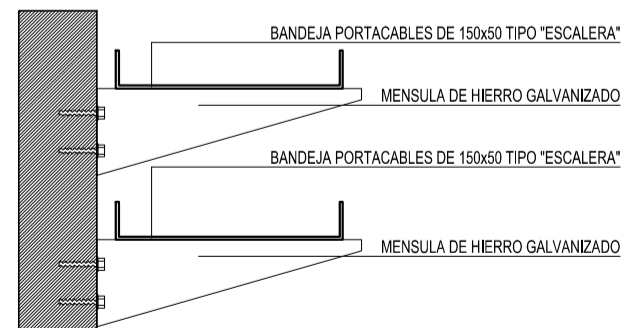 BANDEJA PORTACABLES DE 150x50 TIPO "ESCALERA"
MENSULA DE HIERRO GALVANIZADO
BANDEJA PORTACABLES DE 150x50 TIPO "ESCALERA"
MENSULA DE HIERRO GALVANIZADO